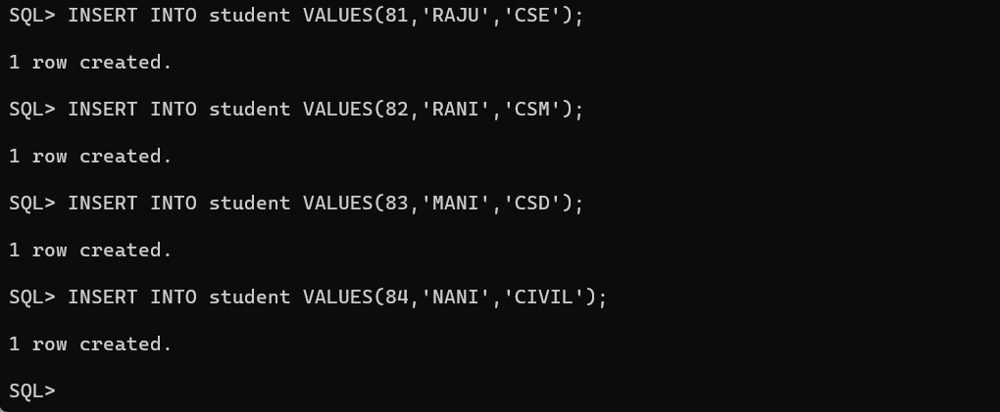 SQL> INSERT INTO student VALUES(81,'RAJU','CSE');
1 row created.
SQL> INSERT INTO student VALUES(82,'RANI','CSM');
1 row created.
SQL> INSERT INTO student VALUES(83,'MANI','CSD');
1 row created.
SQL> INSERT INTO student VALUES(84,'NANI','CIVIL');
1 row created.
SQL>